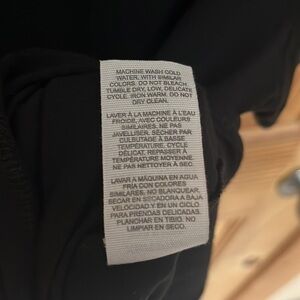 MACHINE WASH COLD
WATER, WITH SIMILAR
COLORS. DO NOT BLEACH.
TUMBLE DRY, LOW, DELICATE
CYCLE. IRON WARM. DO NOT
DRY CLEAN.
LAVER À LA MACHINE À L'EAU
FROIDE, AVEC COULEURS
SIMILAIRES. NE PAS
JAVELLISER. SÉCHER PAR
CULBUTAGE À BASSE
TEMPÉRATURE, CYCLE
DÉLICAT. REPASSER À
TEMPÉRATURE MOYENNE.
NE PAS NETTOYER À SEC.
LAVAR A MÁQUINA EN AGUA
FRIA CON COLORES
SIMILARES. NO BLANQUEAR.
SECAR EN SECADORA A BAJA
VELOCIDAD Y EN UN CICLO
PARA PRENDAS DELICADAS.
PLANCHAR EN TIBIO. NO
LIMPIAR EN SECO.